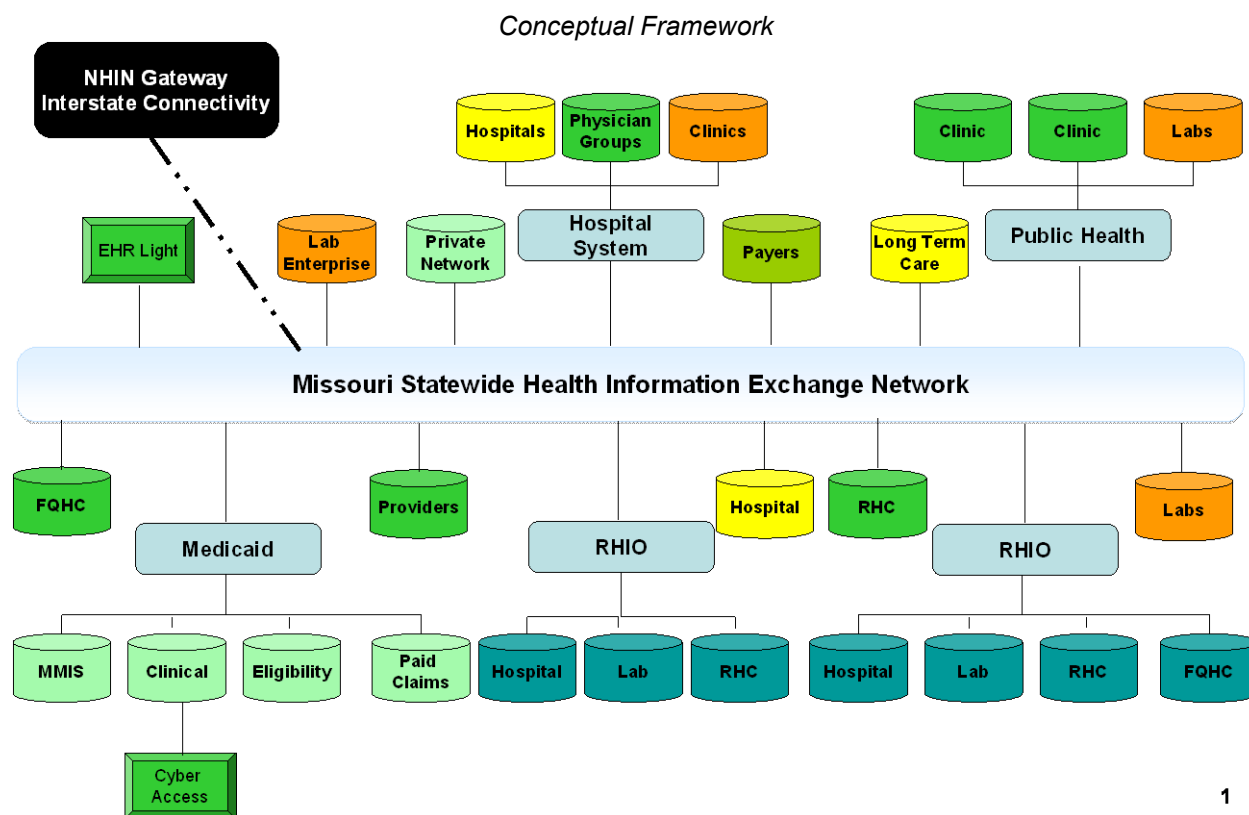 Conceptual Framework
NHIN Gateway
Interstate Connectivity
Hospitals
Physician
Groups
Clinics
Clinic
Clinic
Labs
EHR Light
Lab
Enterprise
Private
Network
Hospital
System
Payers
Long Term
Care
Public Health
Missouri Statewide Health Information Exchange Network
FQHC
Providers
Hospital
RHC
Labs
Medicaid
RHIO
RHIO
MMIS
Clinical
Eligibility
Paid
Claims
Hospital
Lab
RHC
Hospital
Lab
RHC
FQHC
Cyber
Access
1